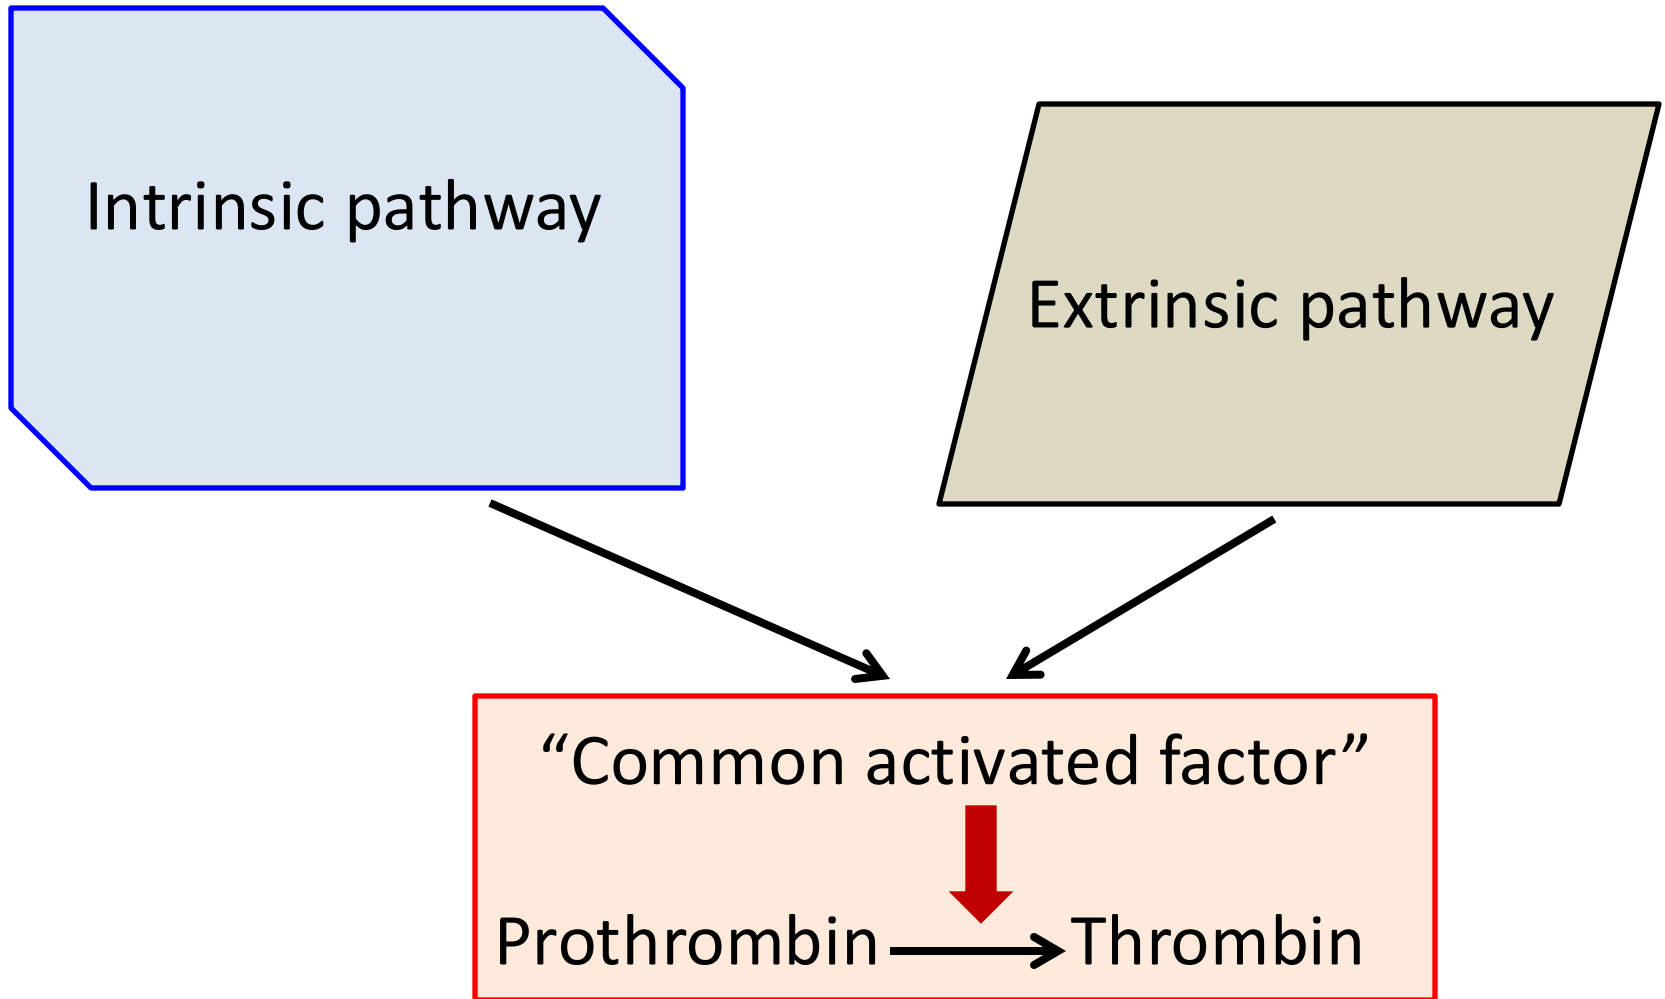 Intrinsic pathway
Extrinsic pathway
“Common activated factor”
Prothrombin Thrombin